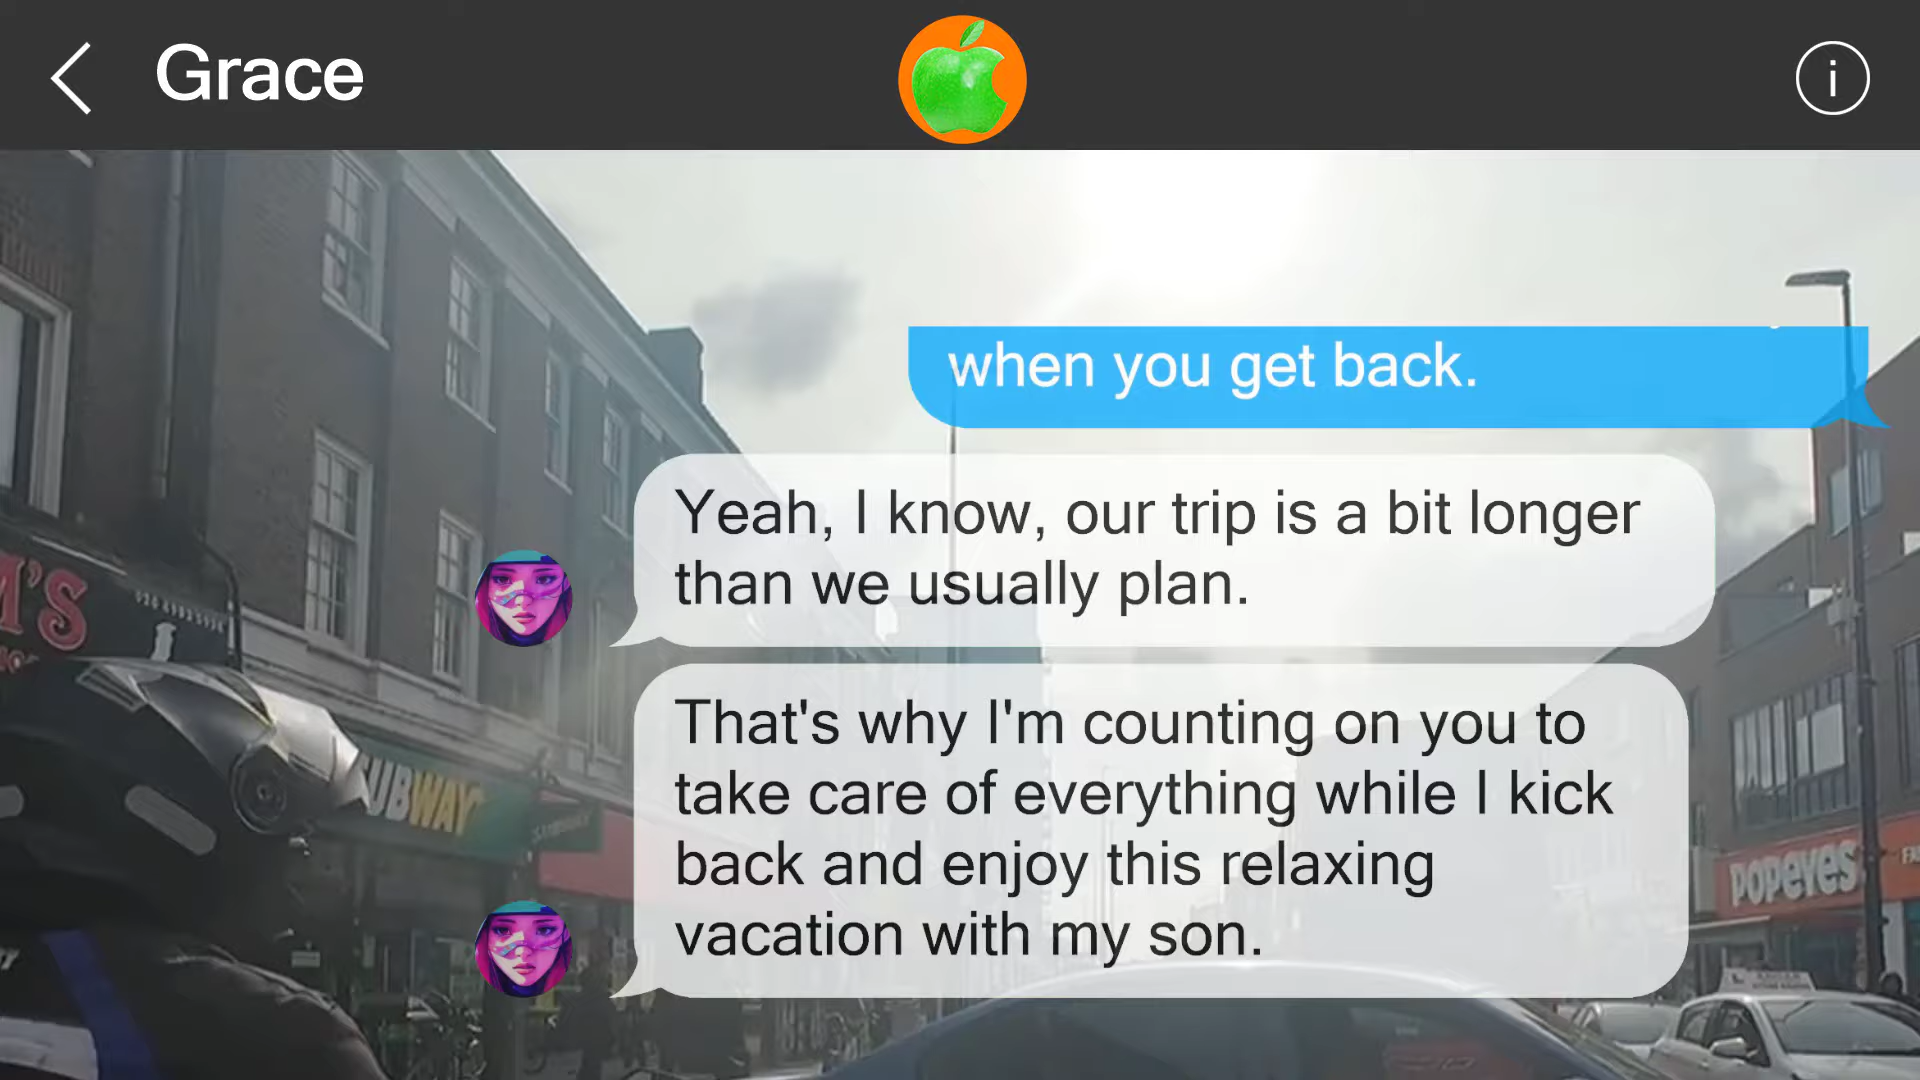 Grace
when you get back.
Yeah, I know, our trip is a bit longer
than we usually plan.
That's why I'm counting on you to
take care of everything while I kick
back and enjoy this relaxing
vacation with my son.
M'S
SUBWAY
POPEYES